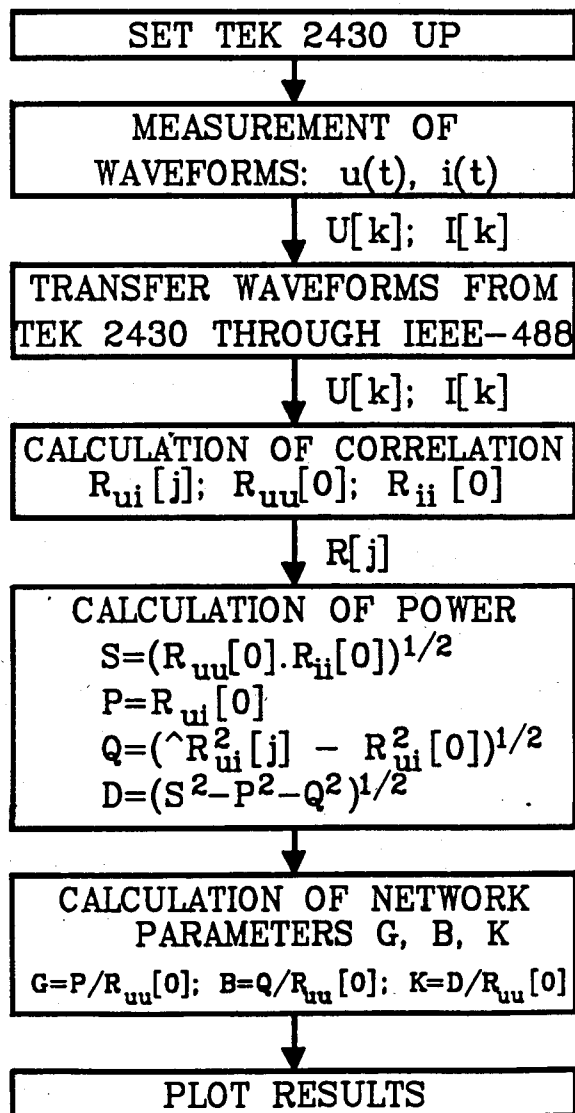 SET TEK 2430 UP
MEASUREMENT OF
WAVEFORMS: u(t), i(t)
U[k]; I[k]
TRANSFER WAVEFORMS FROM
TEK 2430 THROUGH IEEE-488
U[k]; I[k]
CALCULATION OF CORRELATION
R_ui[j]; R_uu[0]; R_ii[0]
R[j]
CALCULATION OF POWER
S=(R_uu[0].R_ii[0])^1/2
P=R_ui[0]
Q=(^R²_ui[j] - R²_ui[0])^1/2
D=(S²-P²-Q²)^1/2
CALCULATION OF NETWORK
PARAMETERS G, B, K
G=P/R_uu[0]; B=Q/R_uu[0]; K=D/R_uu[0]
PLOT RESULTS